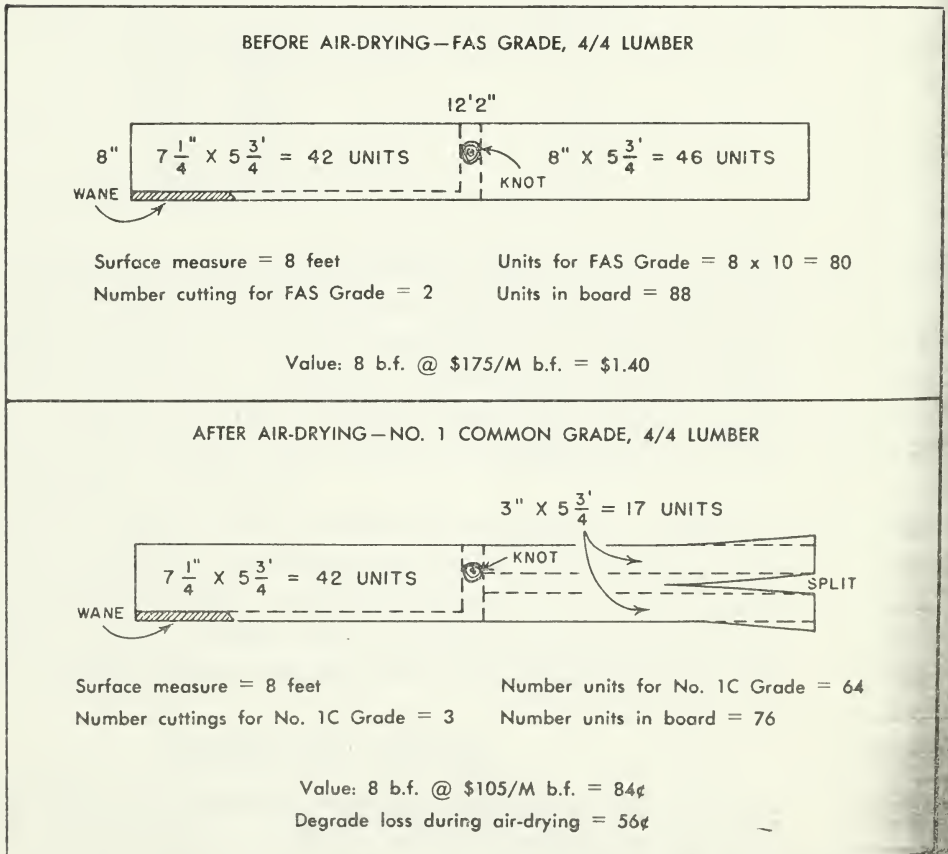 BEFORE AIR-DRYING—FAS GRADE, 4/4 LUMBER
12'2"
8"
7 1/4" X 5 3/4' = 42 UNITS
8" X 5 3/4' = 46 UNITS
KNOT
WANE
Surface measure = 8 feet
Units for FAS Grade = 8 x 10 = 80
Number cutting for FAS Grade = 2
Units in board = 88
Value: 8 b.f. @ $175/M b.f. = $1.40
AFTER AIR-DRYING—NO. 1 COMMON GRADE, 4/4 LUMBER
3" X 5 3/4' = 17 UNITS
KNOT
7 1/4" X 5 3/4' = 42 UNITS
SPLIT
WANE
Surface measure = 8 feet
Number units for No. 1C Grade = 64
Number cuttings for No. 1C Grade = 3
Number units in board = 76
Value: 8 b.f. @ $105/M b.f. = 84¢
Degrade loss during air-drying = 56¢